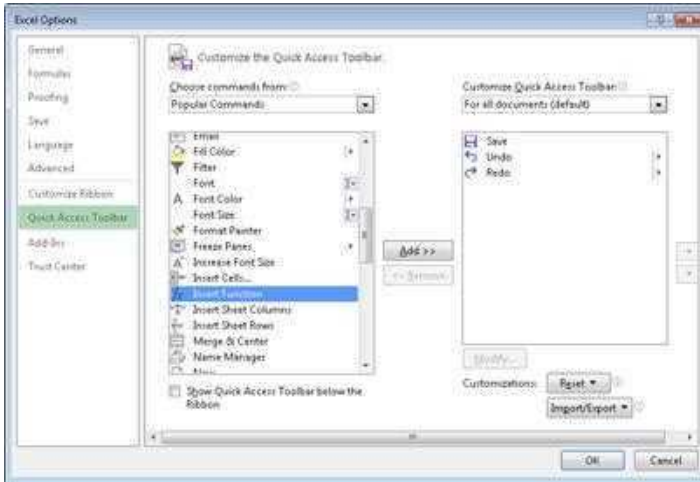 Excel Options
General
Formulas
Proofing
Save
Language
Advanced
Customize Ribbon
Quick Access Toolbar
Add-Ins
Trust Center
Customize the Quick Access Toolbar.
Choose commands from:
Popular Commands
Email
Fill Color
Filter
Font
Font Color
Font Size
Format Painter
Freeze Panes
Increase Font Size
Insert Cells...
Insert Function
Insert Sheet Columns
Insert Sheet Rows
Merge & Center
Name Manager
Show Quick Access Toolbar below the
Ribbon
Add >>
<< Remove
Customize Quick Access Toolbar:
For all documents (default)
Save
Undo
Redo
Modify...
Customizations:
Reset
Import/Export
OK
Cancel